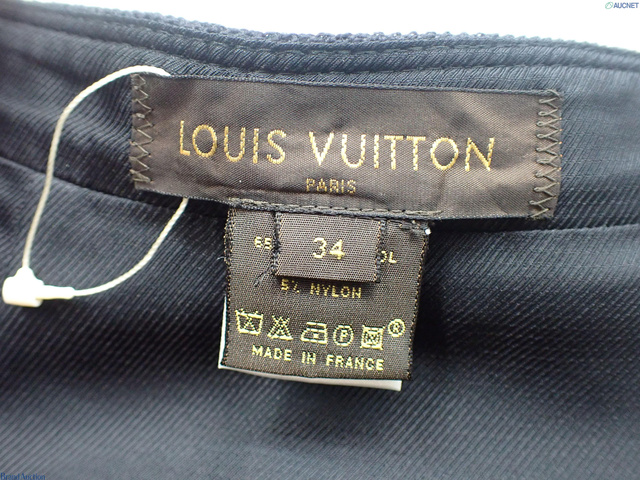 AUCNET
LOUIS VUITTON
PARIS
34
5% NYLON
P ®
MADE IN FRANCE